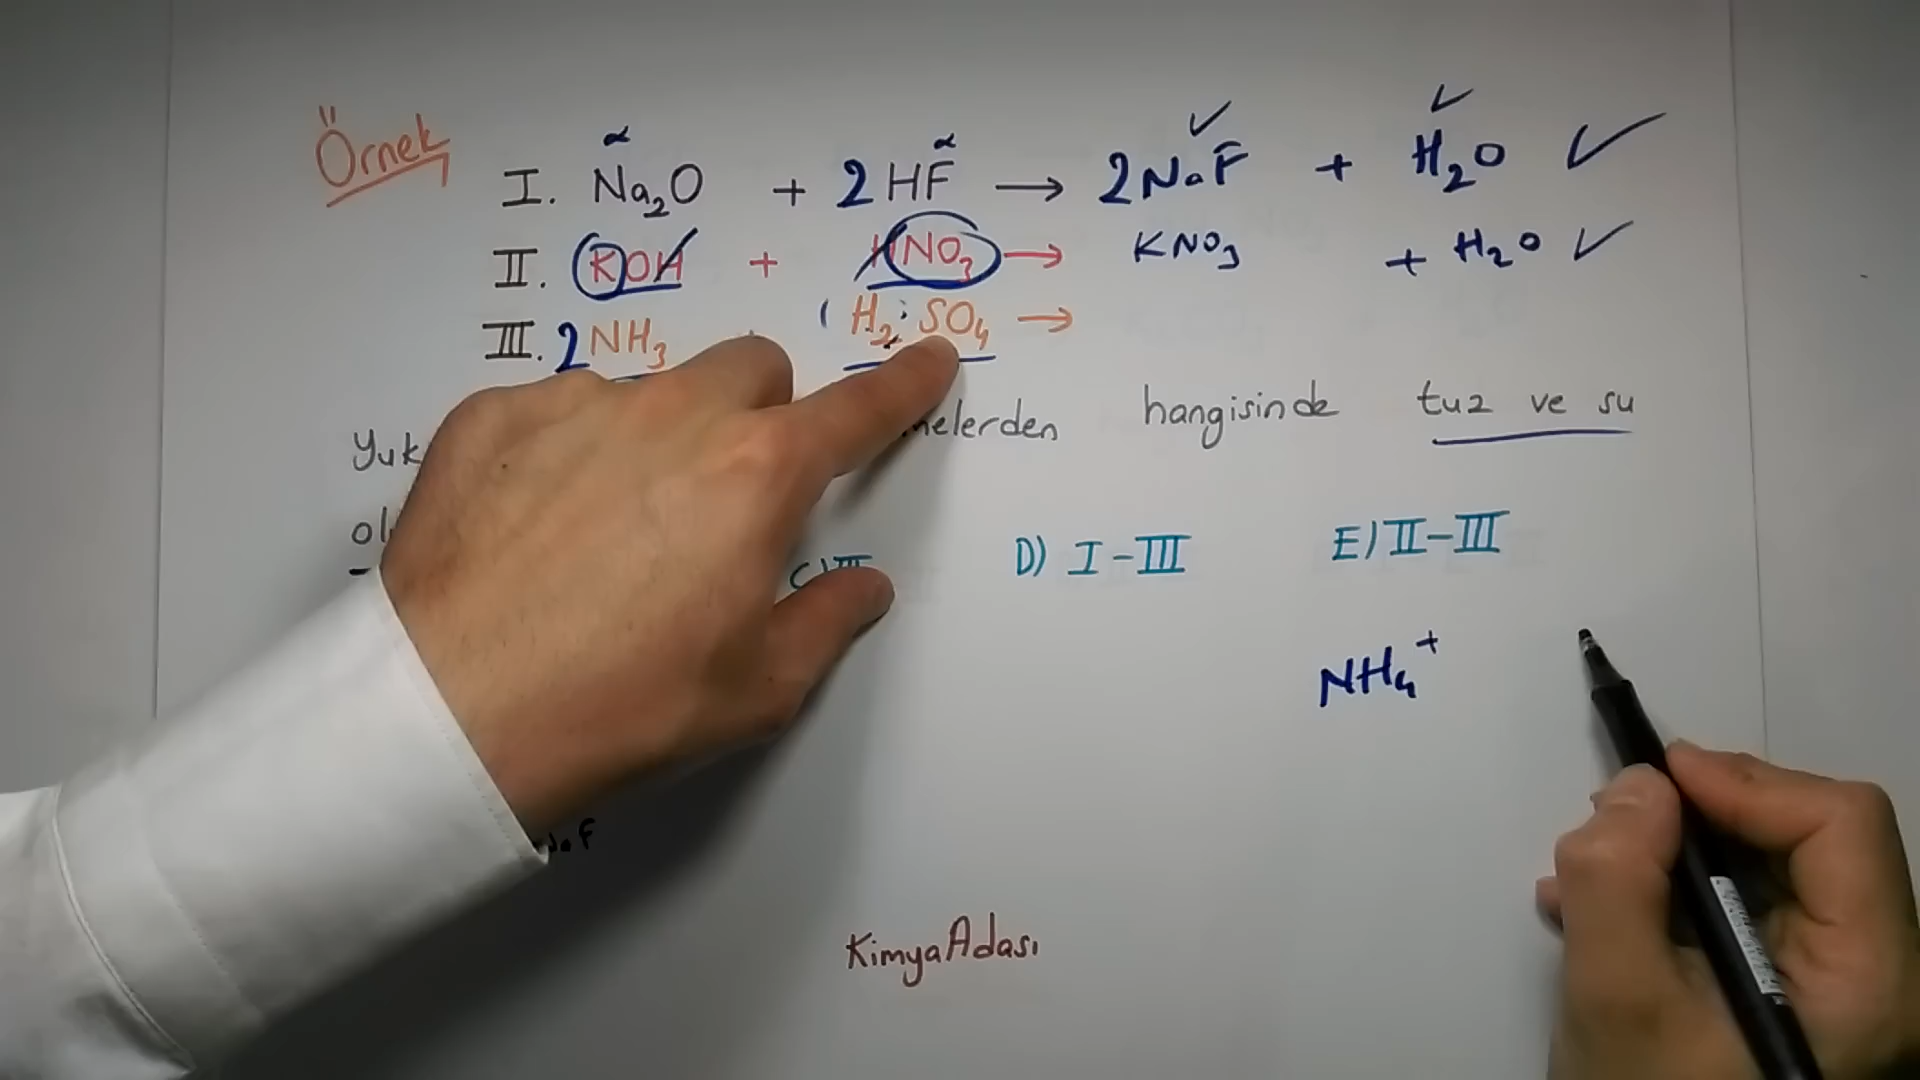 Örnek
I. Na₂O + 2HF → 2NaF + H₂O ✓
II. KOH + HNO₃ → KNO₃ + H₂O ✓
III. 2NH₃ H₂SO₄ →
hangisinde tuz ve su
D) I-III E) II-III
NH₄⁺
KimyaAdası